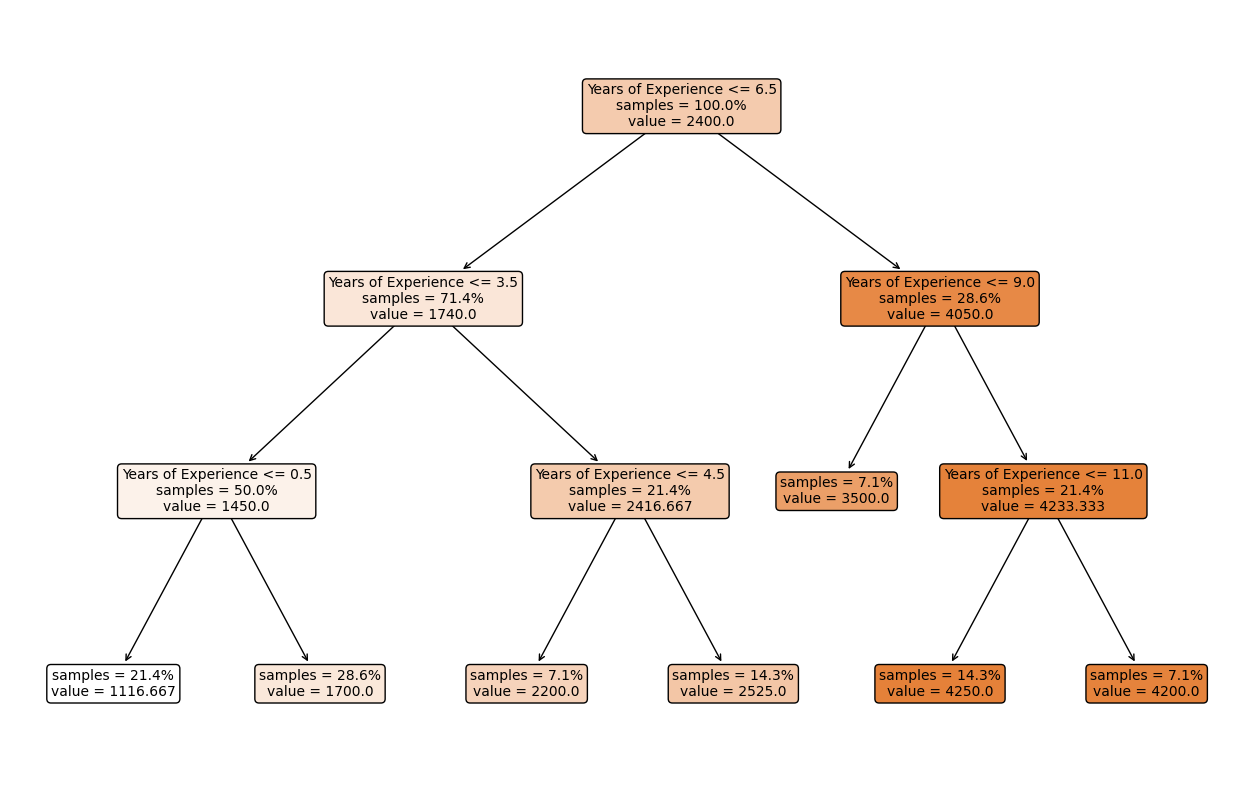 Years of Experience <= 6.5
samples = 100.0%
value = 2400.0
Years of Experience <= 3.5
samples = 71.4%
value = 1740.0
Years of Experience <= 9.0
samples = 28.6%
value = 4050.0
Years of Experience <= 0.5
samples = 50.0%
value = 1450.0
Years of Experience <= 4.5
samples = 21.4%
value = 2416.667
samples = 7.1%
value = 3500.0
Years of Experience <= 11.0
samples = 21.4%
value = 4233.333
samples = 21.4%
value = 1116.667
samples = 28.6%
value = 1700.0
samples = 7.1%
value = 2200.0
samples = 14.3%
value = 2525.0
samples = 14.3%
value = 4250.0
samples = 7.1%
value = 4200.0